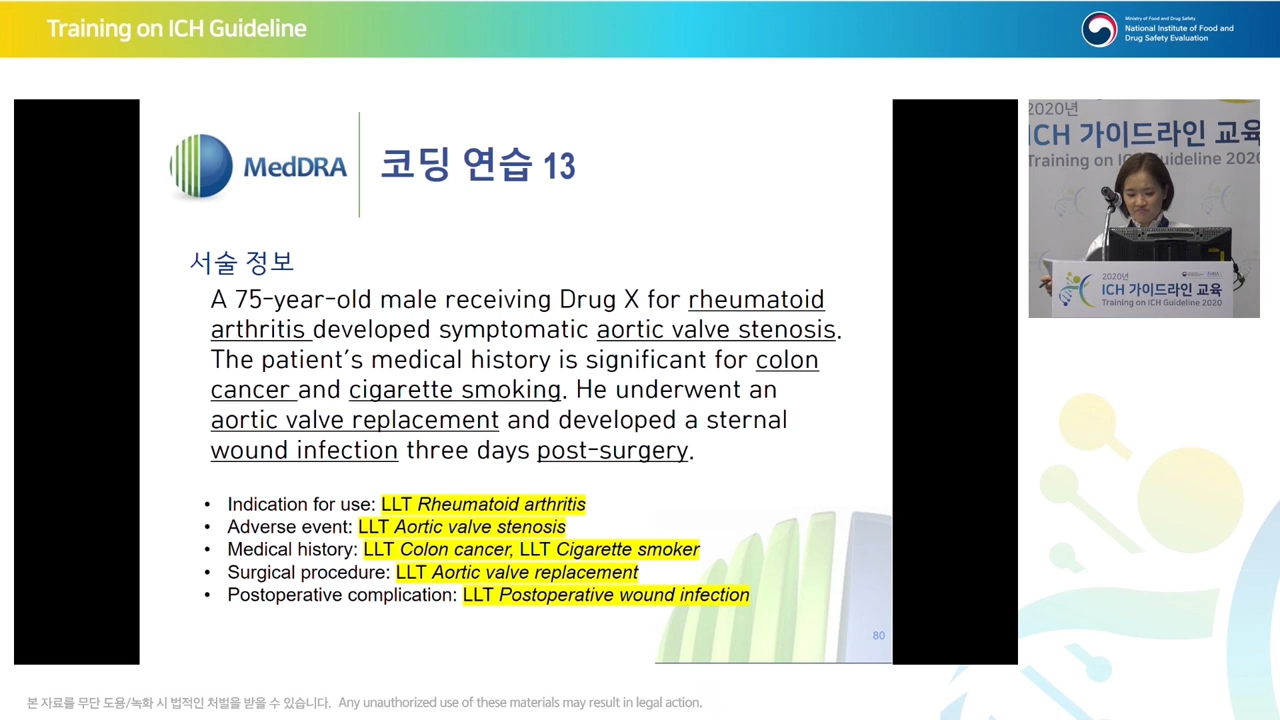 Training on ICH Guideline
Ministry of Food and Drug Safety
National Institute of Food and
Drug Safety Evaluation
MedDRA
코딩 연습 13
서술 정보
A 75-year-old male receiving Drug X for rheumatoid
arthritis developed symptomatic aortic valve stenosis.
The patient's medical history is significant for colon
cancer and cigarette smoking. He underwent an
aortic valve replacement and developed a sternal
wound infection three days post-surgery.
• Indication for use: LLT Rheumatoid arthritis
• Adverse event: LLT Aortic valve stenosis
• Medical history: LLT Colon cancer, LLT Cigarette smoker
• Surgical procedure: LLT Aortic valve replacement
• Postoperative complication: LLT Postoperative wound infection
80
2020년
ICH 가이드라인 교육
Training on ICH Guideline 2020
2020년
ICH 가이드라인 교육
Training on ICH Guideline 2020
본 자료를 무단 도용/녹화 시 법적인 처벌을 받을 수 있습니다. Any unauthorized use of these materials may result in legal action.